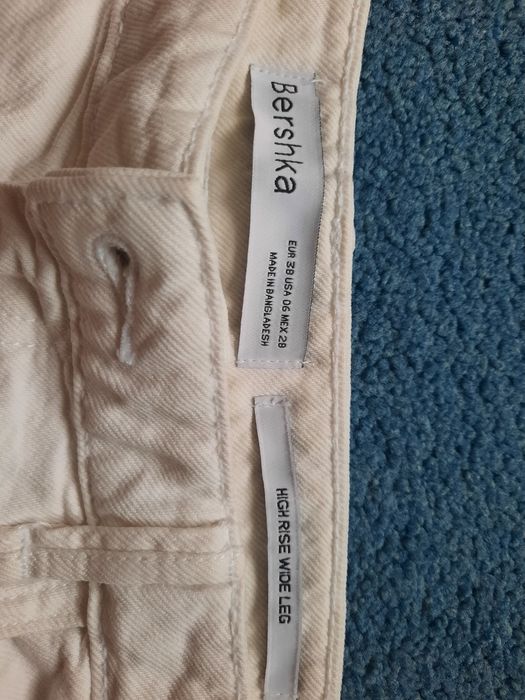 Bershka
EUR 38 USA 06 MEX 28
MADE IN BANGLADESH
HIGH RISE WIDE LEG